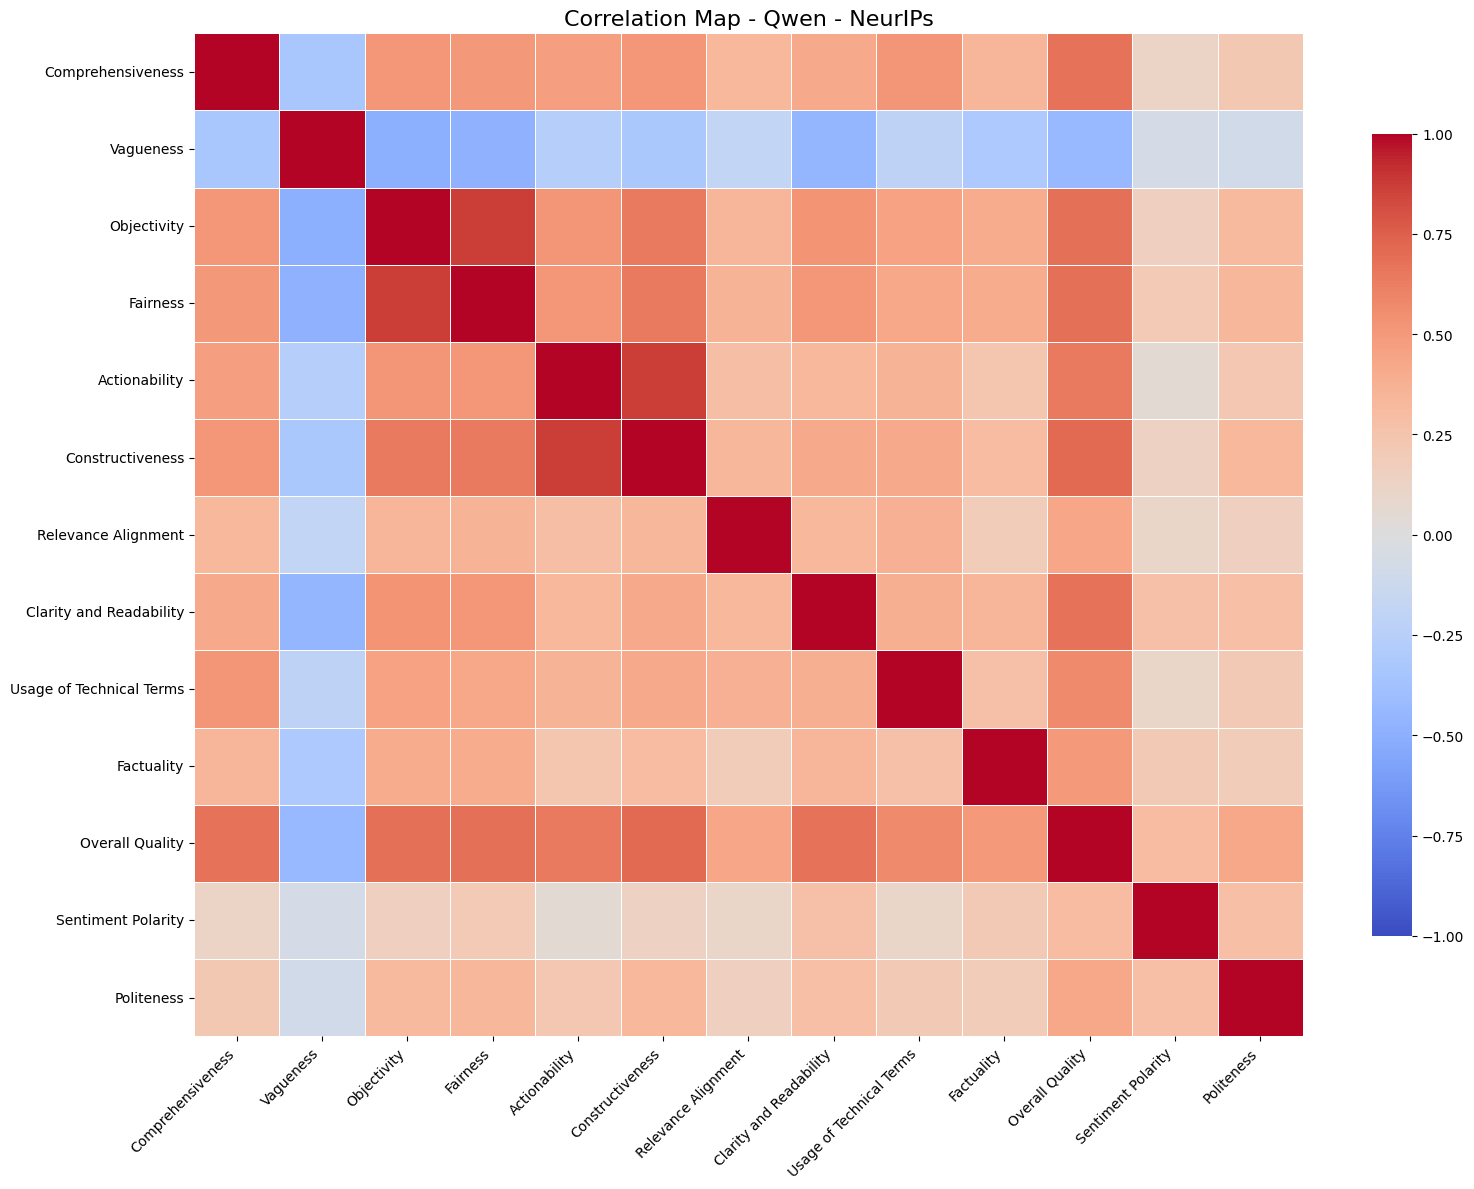 Correlation Map - Qwen - NeurIPs
Comprehensiveness
Vagueness
Objectivity
Fairness
Actionability
Constructiveness
Relevance Alignment
Clarity and Readability
Usage of Technical Terms
Factuality
Overall Quality
Sentiment Polarity
Politeness
Comprehensiveness
Vagueness
Objectivity
Fairness
Actionability
Constructiveness
Relevance Alignment
Clarity and Readability
Usage of Technical Terms
Factuality
Overall Quality
Sentiment Polarity
Politeness
1.00
0.75
0.50
0.25
0.00
−0.25
−0.50
−0.75
−1.00